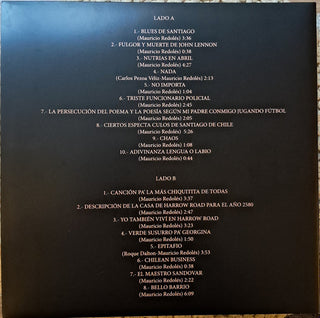 LADO A
1.- BLUES DE SANTIAGO
(Mauricio Redolés) 3:36
2.- FULGOR Y MUERTE DE JOHN LENNON
(Mauricio Redolés) 0:38
3.- NUTRIAS EN ABRIL
(Mauricio Redolés) 4:27
4.- NADA
(Carlos Pezoa Véliz-Mauricio Redolés) 2:13
5.- NO IMPORTA
(Mauricio Redolés) 1:04
6.- TRISTE FUNCIONARIO POLICIAL
(Mauricio Redolés) 2:45
7.- LA PERSECUCIÓN DEL POEMA Y LA POESÍA SEGÚN MI PADRE CONMIGO JUGANDO FÚTBOL
(Mauricio Redolés) 2:05
8.- CIERTOS ESPECTA CULOS DE SANTIAGO DE CHILE
(Mauricio Redolés) 5:26
9.- CHAOS
(Mauricio Redolés) 1:08
10.- ADIVINANZA LENGUA O LABIO
(Mauricio Redolés) 0:44
LADO B
1.- CANCIÓN PA' LA MÁS CHIQUTITA DE TODAS
(Mauricio Redolés) 3:37
2.- DESCRIPCIÓN DE LA CASA DE HARROW ROAD PARA EL AÑO 2580
(Mauricio Redolés) 2:47
3.- YO TAMBIÉN VIVÍ EN HARROW ROAD
(Mauricio Redolés) 3:23
4.- VERDE SUSURRO PA' GEORGINA
(Mauricio Redolés) 1:50
5.- EPITAFIO
(Roque Dalton-Mauricio Redolés) 3:53
6.- CHILEAN BUSINESS
(Mauricio Redolés) 0:38
7.- EL MAESTRO SANDOVAR
(Mauricio Redolés) 8:22
8.- BELLO BARRIO
(Mauricio Redolés) 6:09